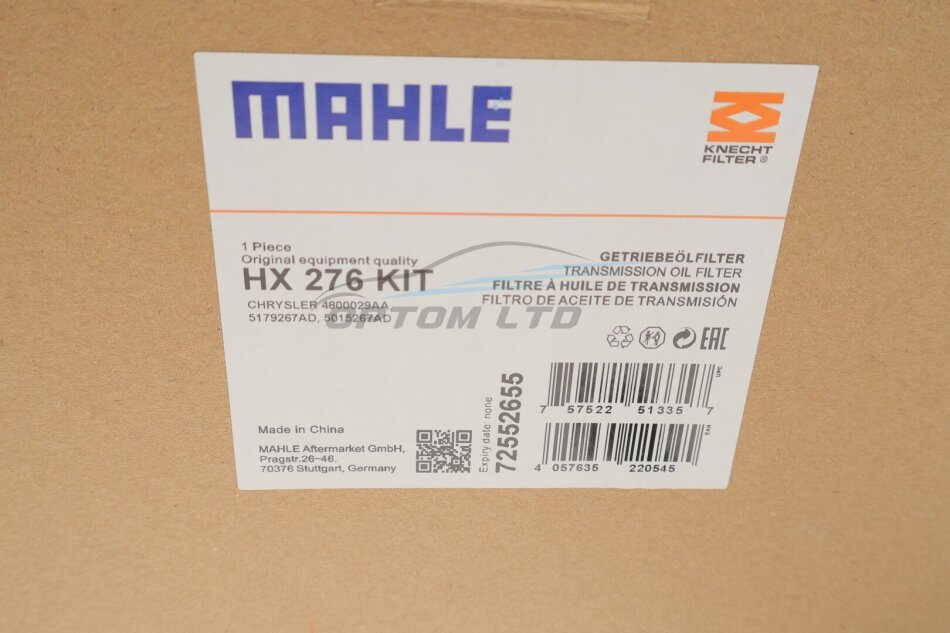 MAHLE
KNECHT
FILTER ®
1 Piece
Original equipment quality
HX 276 KIT
CHRYSLER 4800029AA
5179267AD, 5015267AD
GETRIEBEÖLFILTER
TRANSMISSION OIL FILTER
FILTRE À HUILE DE TRANSMISSION
FILTRO DE ACEITE DE TRANSMISIÓN
OPTOM LTD
EAC
UPC
7 57522 51335 7
Expiry date: none
72552655
EAN
4 057635 220545
Made in China
MAHLE Aftermarket GmbH,
Pragstr.26-46,
70376 Stuttgart, Germany